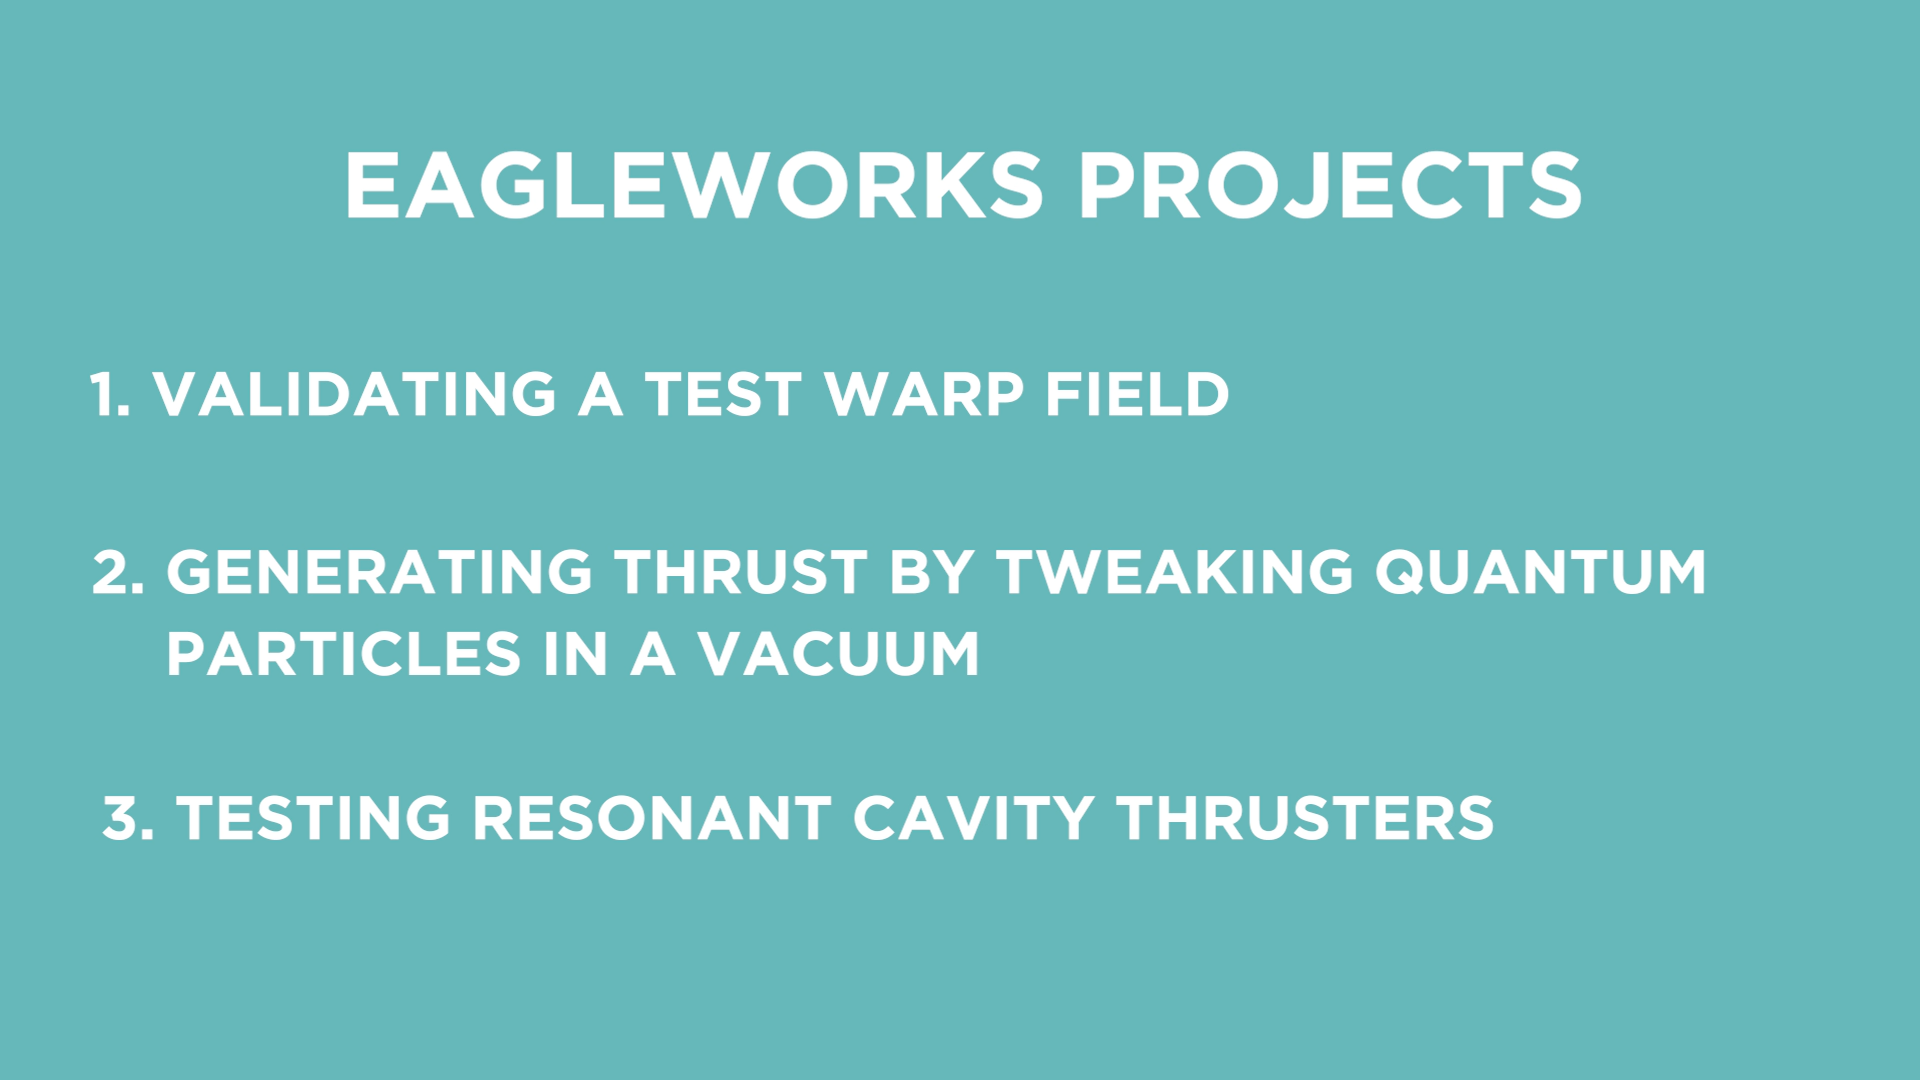 EAGLEWORKS PROJECTS
1. VALIDATING A TEST WARP FIELD
2. GENERATING THRUST BY TWEAKING QUANTUM
PARTICLES IN A VACUUM
3. TESTING RESONANT CAVITY THRUSTERS